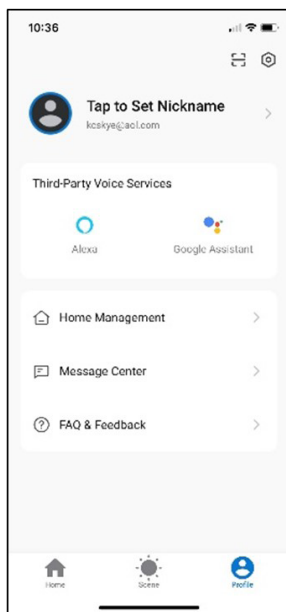 10:36
Tap to Set Nickname
kcskye@aol.com
Third-Party Voice Services
Alexa
Google Assistant
Home Management
Message Center
FAQ & Feedback
Home
Scene
Profile